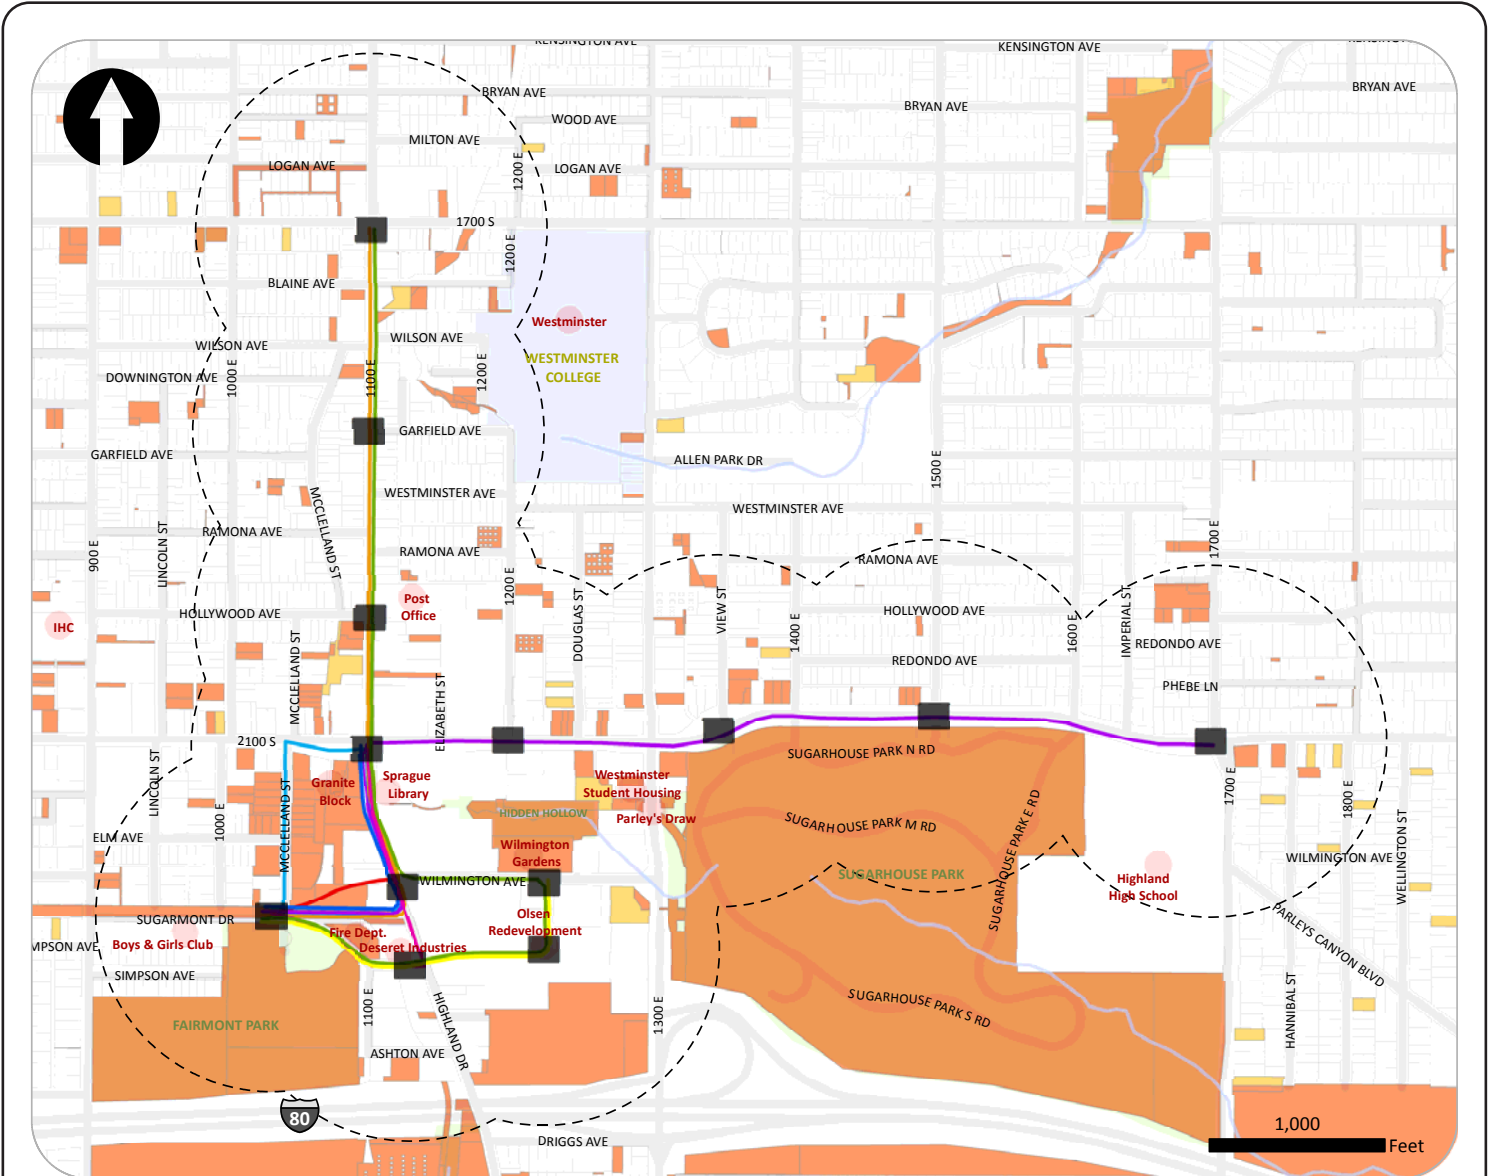 KENSINGTON AVE
KENSINGTON AVE
BRYAN AVE
BRYAN AVE
BRYAN AVE
WOOD AVE
MILTON AVE
LOGAN AVE
LOGAN AVE
1200 E
1700 S
1200 E
BLAINE AVE
Westminster
WILSON AVE
WILSON AVE
WESTMINSTER
COLLEGE
DOWNINGTON AVE
1000 E
1100 E
1200 E
GARFIELD AVE
GARFIELD AVE
ALLEN PARK DR
1500 E
WESTMINSTER AVE
WESTMINSTER AVE
MCCLELLAND ST
RAMONA AVE
RAMONA AVE
RAMONA AVE
900 E
LINCOLN ST
1700 E
1200 E
DOUGLAS ST
VIEW ST
1400 E
1600 E
IMPERIAL ST
Post
Office
HOLLYWOOD AVE
HOLLYWOOD AVE
IHC
REDONDO AVE
REDONDO AVE
MCCLELLAND ST
ELIZABETH ST
PHEBE LN
2100 S
SUGARHOUSE PARK N RD
LINCOLN ST
1000 E
MCCLELLAND ST
Granite
Block
Sprague
Library
Westminster
Student Housing
Parley's Draw
HIDDEN HOLLOW
SUGARHOUSE PARK M RD
SUGARHOUSE PARK E RD
1700 E
1800 E
WELLINGTON ST
ELM AVE
Wilmington
Gardens
WILMINGTON AVE
WILMINGTON AVE
SUGARHOUSE PARK
Highland
High School
SUGARMONT DR
Olsen
Redevelopment
Fire Dept.
Deseret Industries
Boys & Girls Club
MPSON AVE
SIMPSON AVE
PARLEYS CANYON BLVD
HANNIBAL ST
1100 E
HIGHLAND DR
1300 E
SUGARHOUSE PARK S RD
FAIRMONT PARK
ASHTON AVE
80
DRIGGS AVE
1,000
Feet